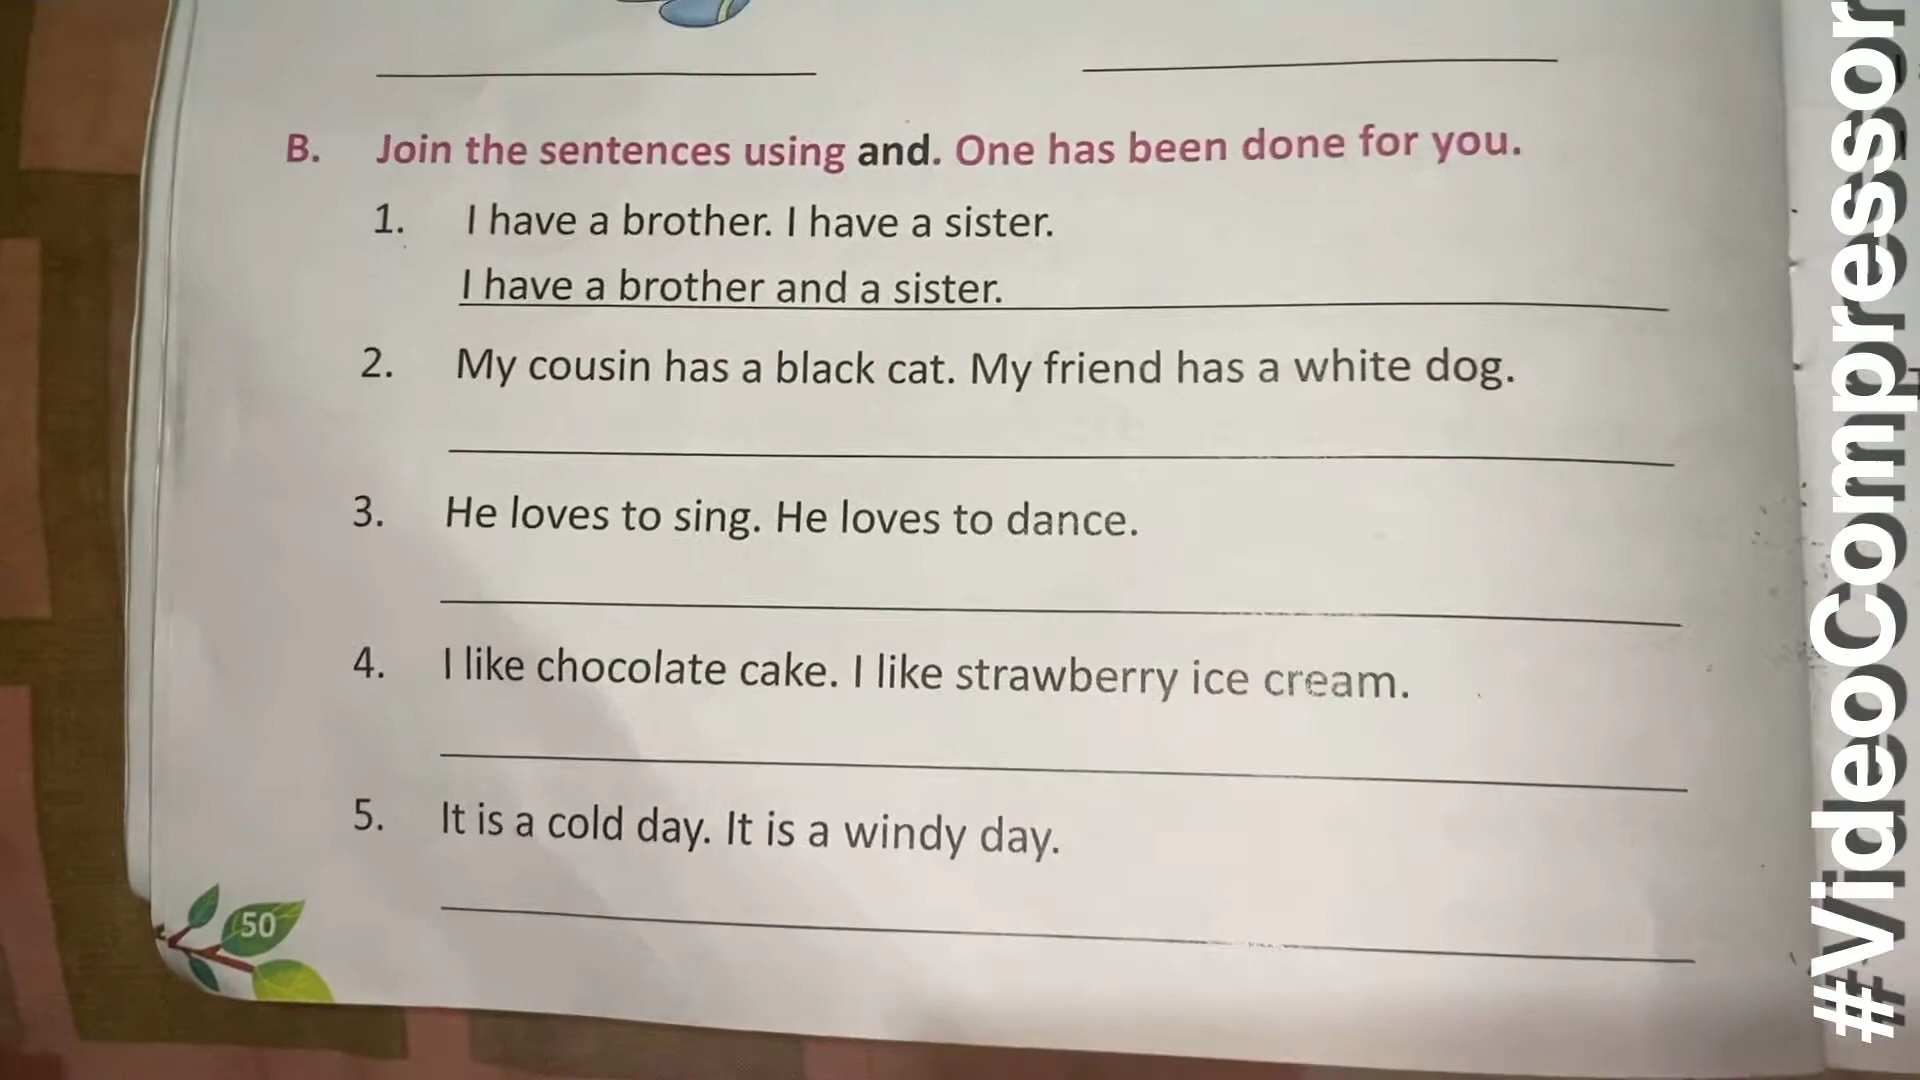 B. Join the sentences using and. One has been done for you.
1. I have a brother. I have a sister.
I have a brother and a sister.
2. My cousin has a black cat. My friend has a white dog.
3. He loves to sing. He loves to dance.
4. I like chocolate cake. I like strawberry ice cream.
5. It is a cold day. It is a windy day.
50
#VideoCompressor